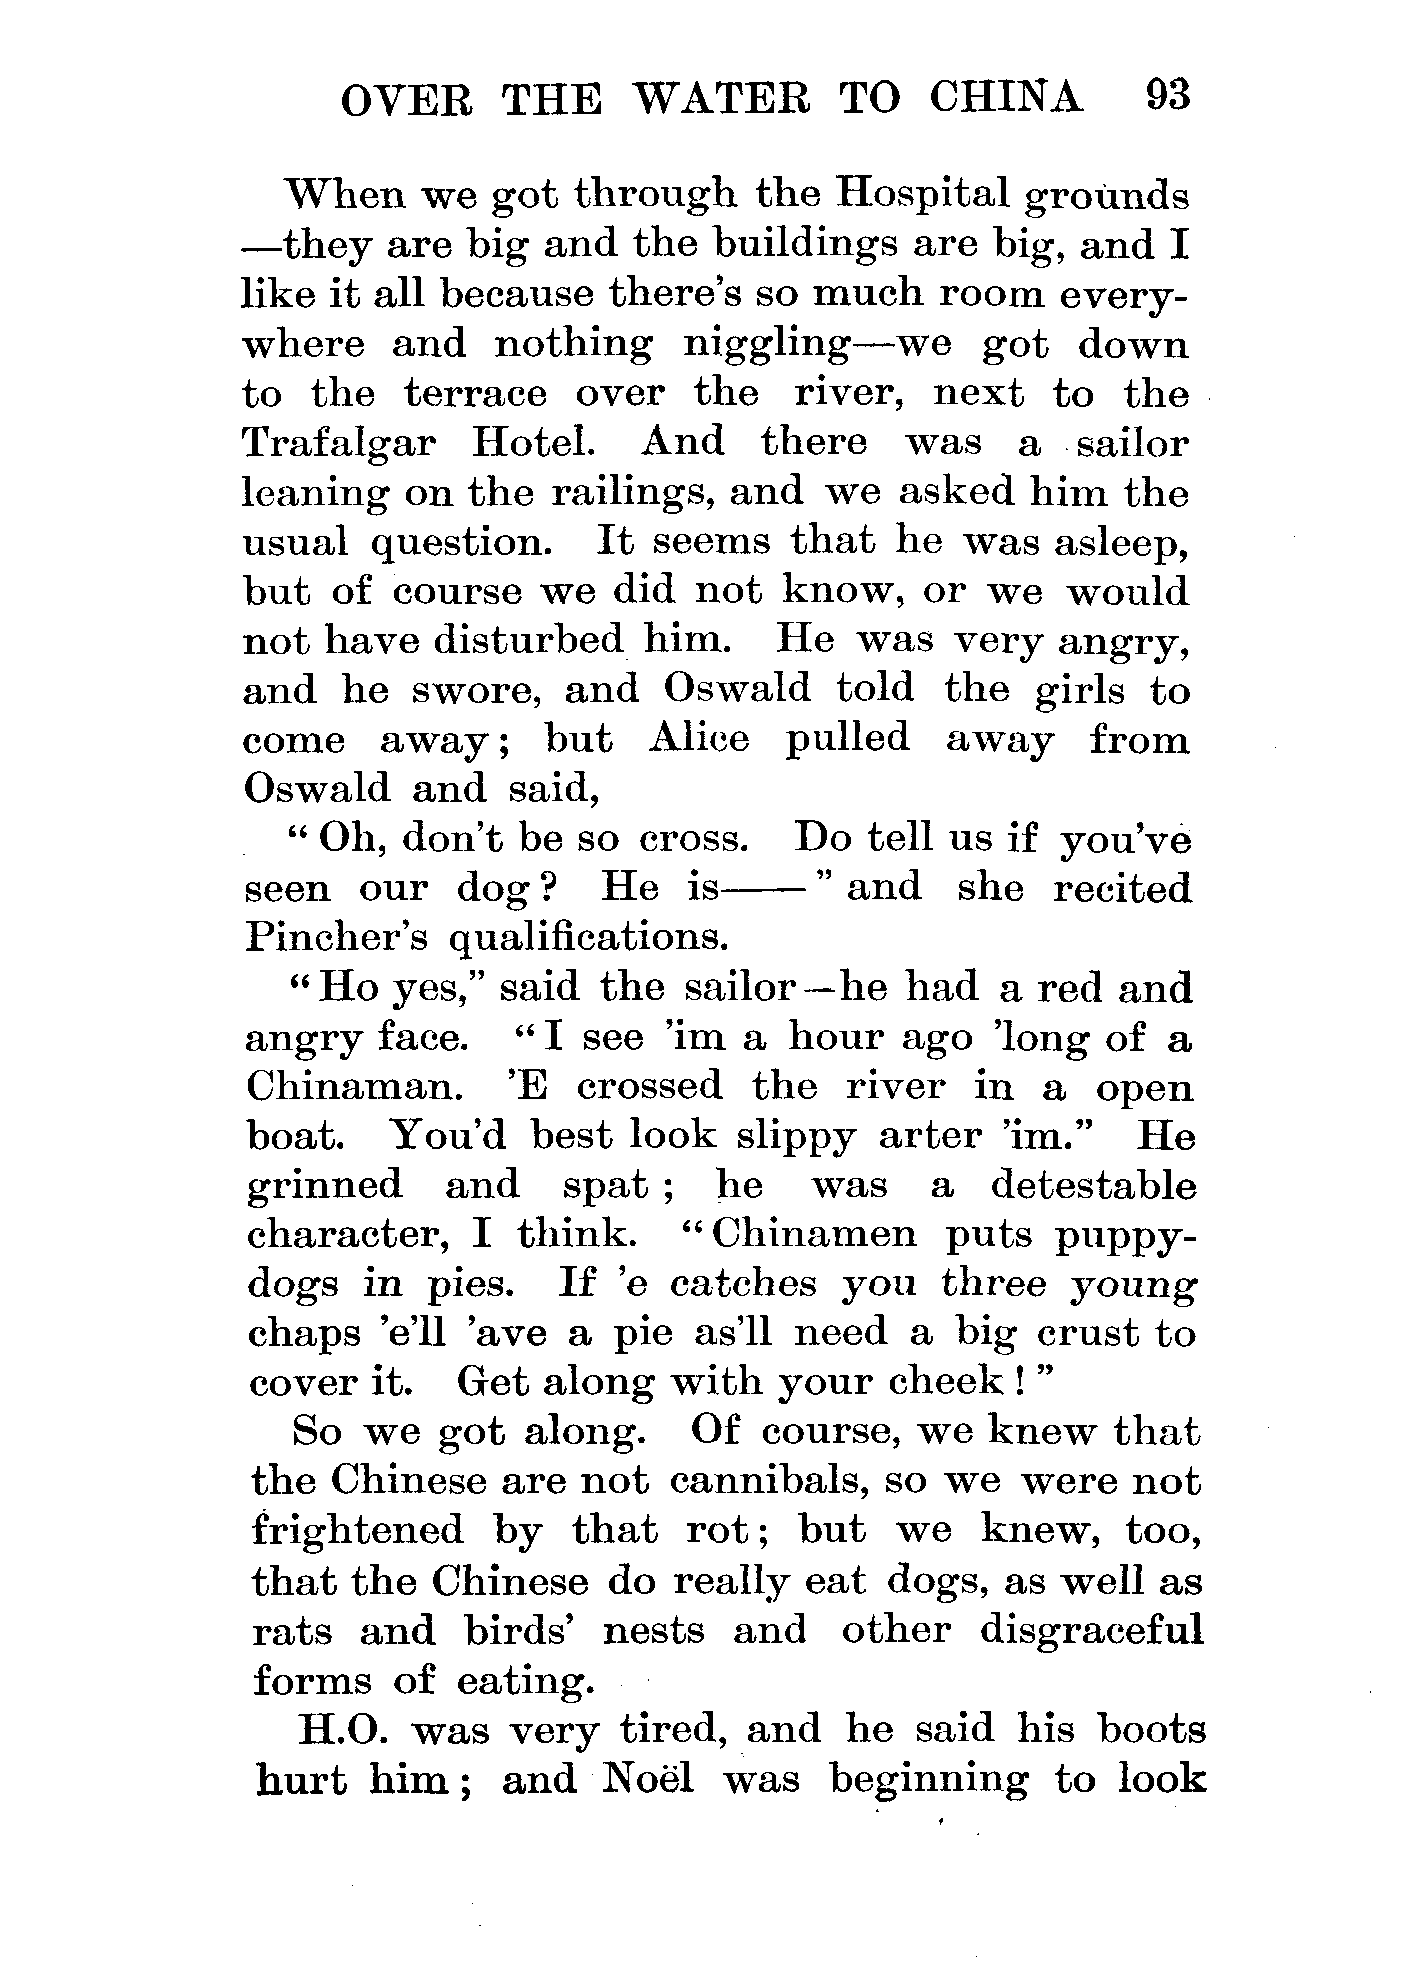 OVER THE WATER TO CHINA 93
When we got through the Hospital grounds
—they are big and the buildings are big, and I
like it all because there's so much room every-
where and nothing niggling—we got down
to the terrace over the river, next to the
Trafalgar Hotel. And there was a sailor
leaning on the railings, and we asked him the
usual question. It seems that he was asleep,
but of course we did not know, or we would
not have disturbed him. He was very angry,
and he swore, and Oswald told the girls to
come away; but Alice pulled away from
Oswald and said,
“Oh, don't be so cross. Do tell us if you've
seen our dog? He is——” and she recited
Pincher's qualifications.
“Ho yes,” said the sailor—he had a red and
angry face. “I see 'im a hour ago 'long of a
Chinaman. 'E crossed the river in a open
boat. You'd best look slippy arter 'im.” He
grinned and spat; he was a detestable
character, I think. “Chinamen puts puppy-
dogs in pies. If 'e catches you three young
chaps 'e'll 'ave a pie as'll need a big crust to
cover it. Get along with your cheek!”
So we got along. Of course, we knew that
the Chinese are not cannibals, so we were not
frightened by that rot; but we knew, too,
that the Chinese do really eat dogs, as well as
rats and birds' nests and other disgraceful
forms of eating.
H.O. was very tired, and he said his boots
hurt him; and Noël was beginning to look